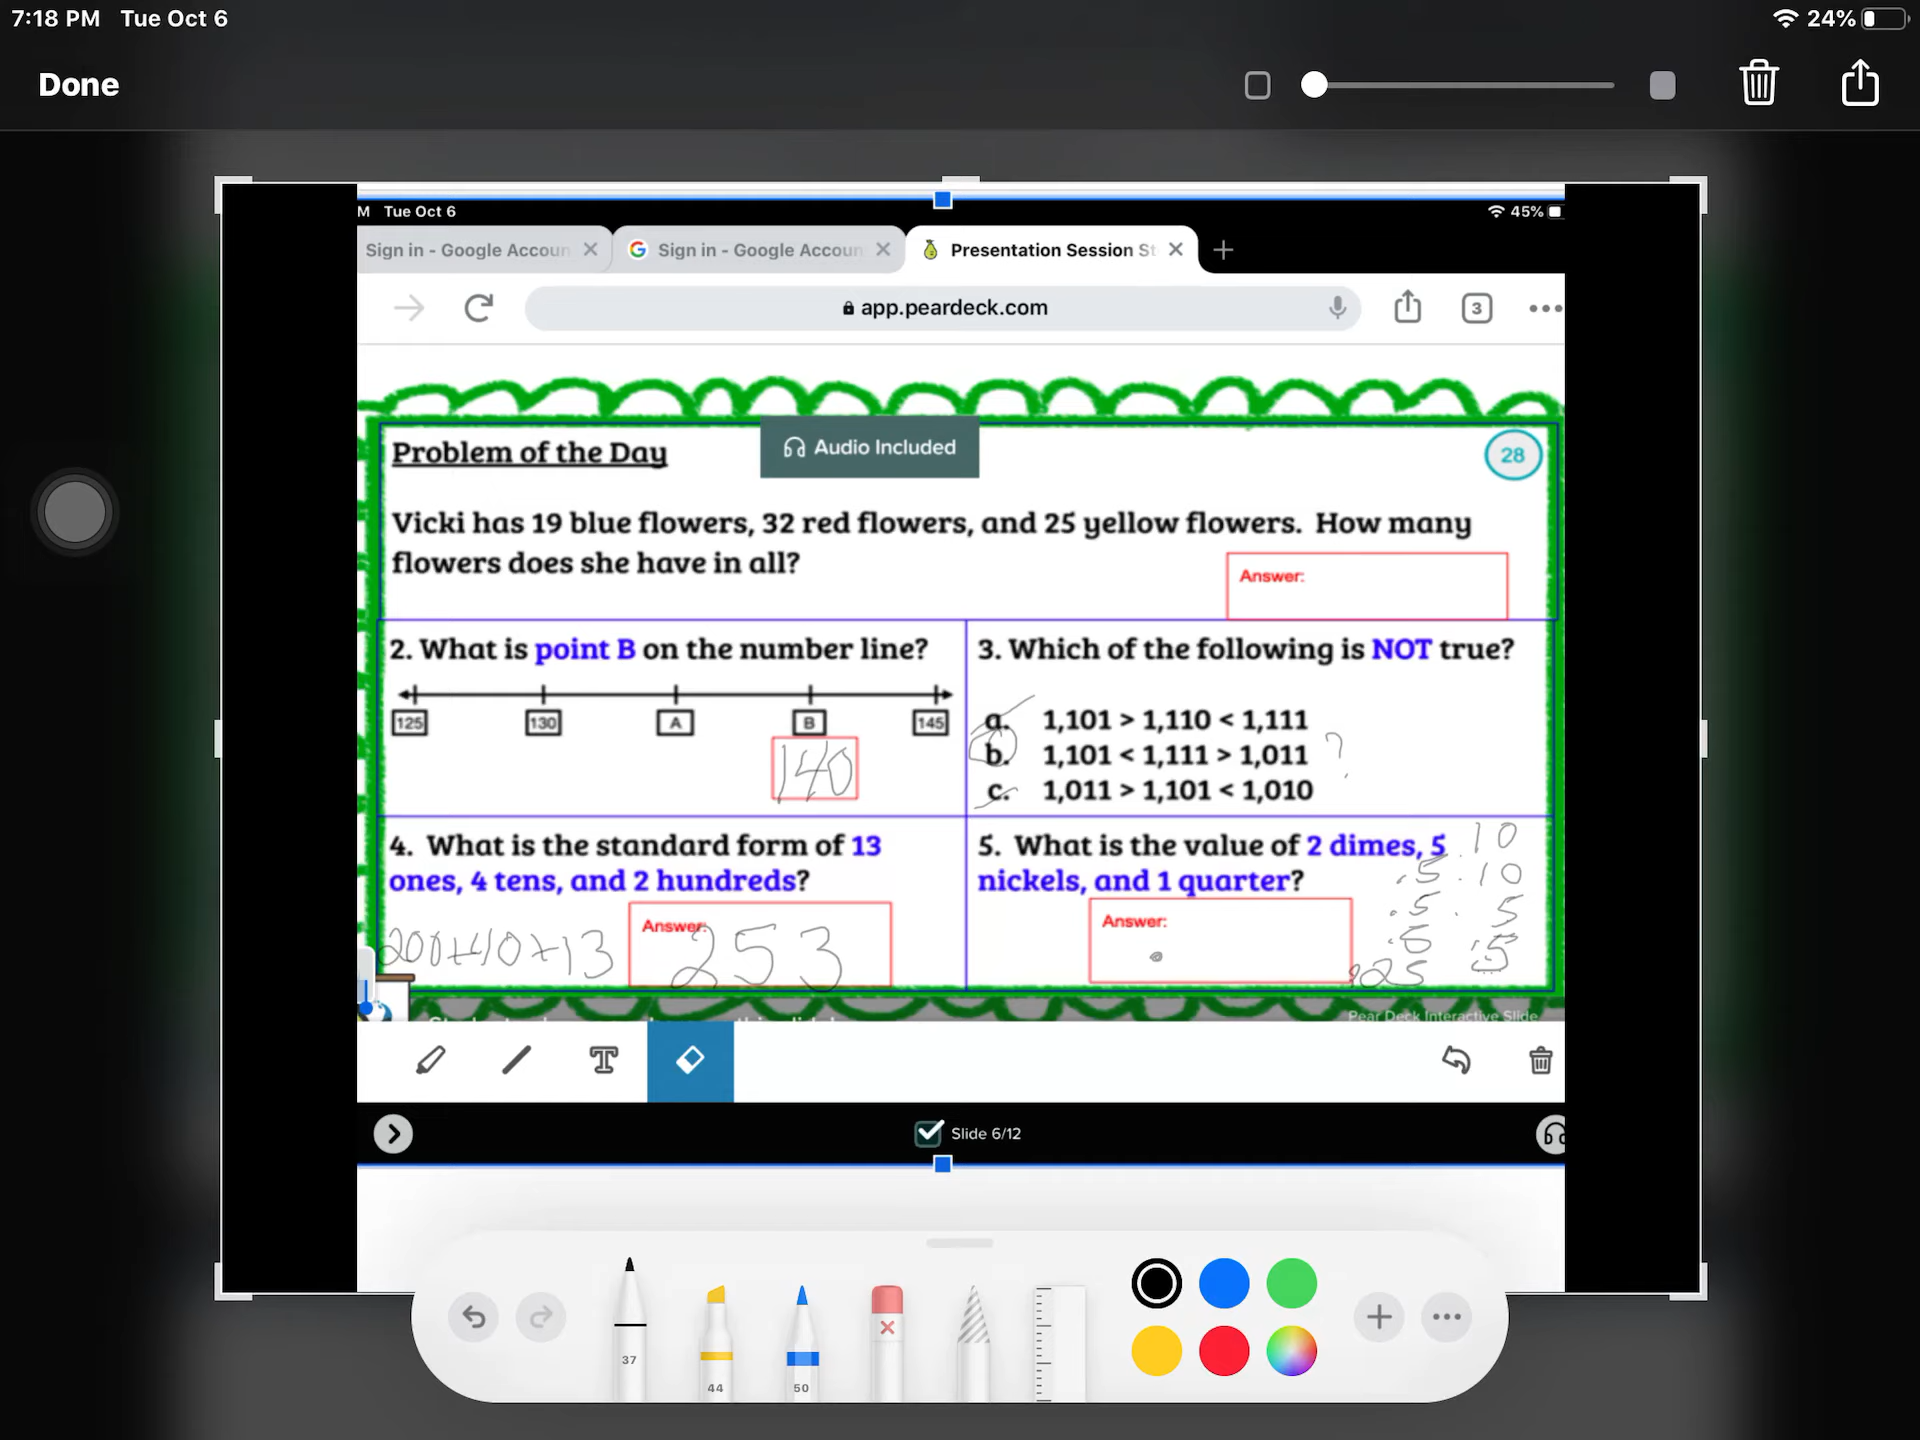 7:18 PM Tue Oct 6
24%
Done
M Tue Oct 6
45%
Sign in - Google Accoun
Sign in - Google Accoun
Presentation Session St
app.peardeck.com
3
Problem of the Day
Audio Included
28
Vicki has 19 blue flowers, 32 red flowers, and 25 yellow flowers. How many
flowers does she have in all?
Answer:
2. What is point B on the number line?
125 130 A B 145
140
3. Which of the following is NOT true?
a. 1,101 > 1,110 < 1,111
b. 1,101 < 1,111 > 1,011 ?
c. 1,011 > 1,101 < 1,010
4. What is the standard form of 13
ones, 4 tens, and 2 hundreds?
200+40+13
Answer:
253
5. What is the value of 2 dimes, 5
nickels, and 1 quarter?
Answer:
.10
.5 .10
.5 . 5
.5 .5
.25
Pear Deck Interactive Slide
Slide 6/12
37
44
50